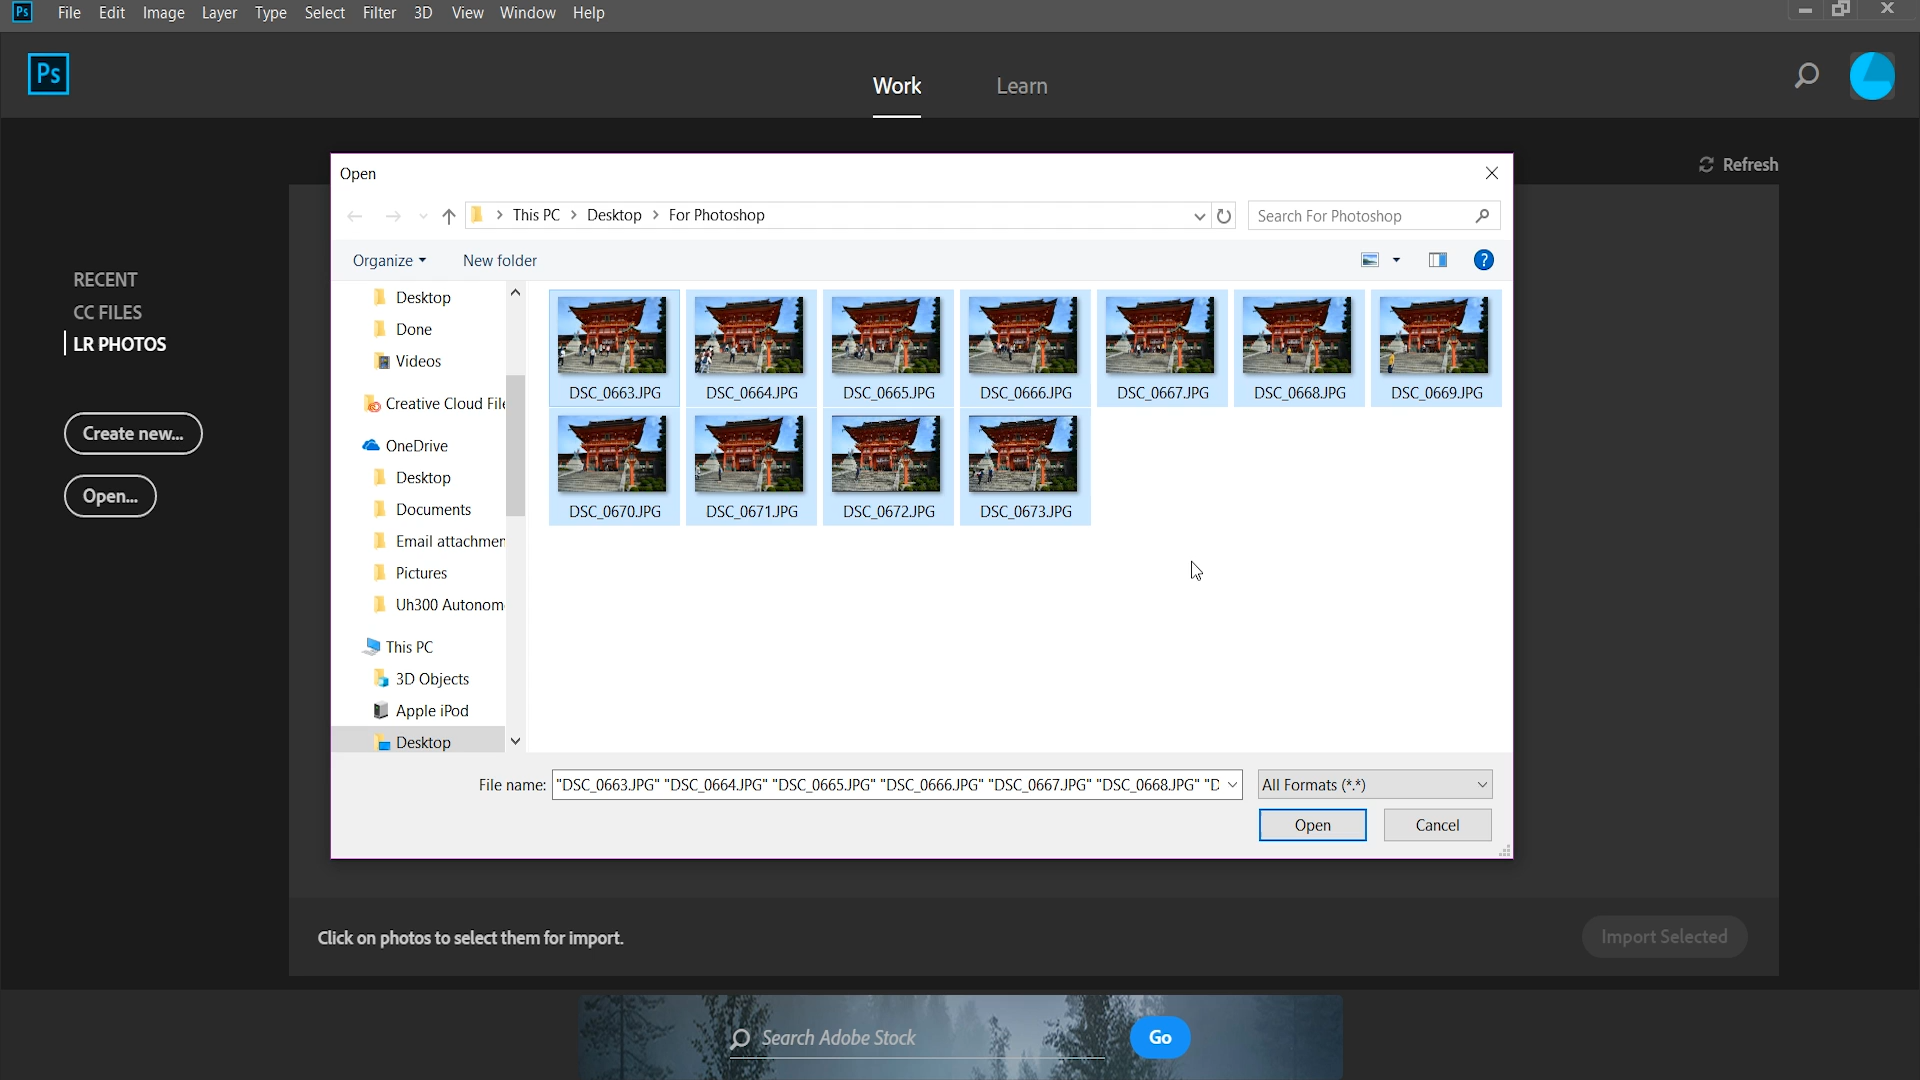 Ps File Edit Image Layer Type Select Filter 3D View Window Help
Ps
Work Learn
Refresh
RECENT
CC FILES
LR PHOTOS
Create new...
Open...
Open
This PC > Desktop > For Photoshop
Search For Photoshop
Organize New folder
?
Desktop
Done
Videos
Creative Cloud File
OneDrive
Desktop
Documents
Email attachmen
Pictures
Uh300 Autonom
This PC
3D Objects
Apple iPod
Desktop
DSC_0663.JPG DSC_0664.JPG DSC_0665.JPG DSC_0666.JPG DSC_0667.JPG DSC_0668.JPG DSC_0669.JPG
DSC_0670.JPG DSC_0671.JPG DSC_0672.JPG DSC_0673.JPG
File name: "DSC_0663.JPG" "DSC_0664.JPG" "DSC_0665.JPG" "DSC_0666.JPG" "DSC_0667.JPG" "DSC_0668.JPG" "D
All Formats (*.*)
Open Cancel
Click on photos to select them for import.
Import Selected
Search Adobe Stock
Go